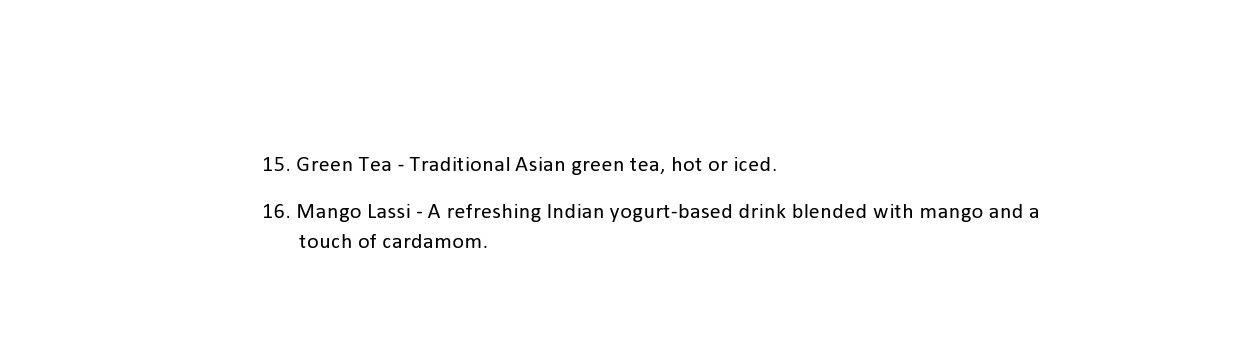 15. Green Tea - Traditional Asian green tea, hot or iced.
16. Mango Lassi - A refreshing Indian yogurt-based drink blended with mango and a
touch of cardamom.